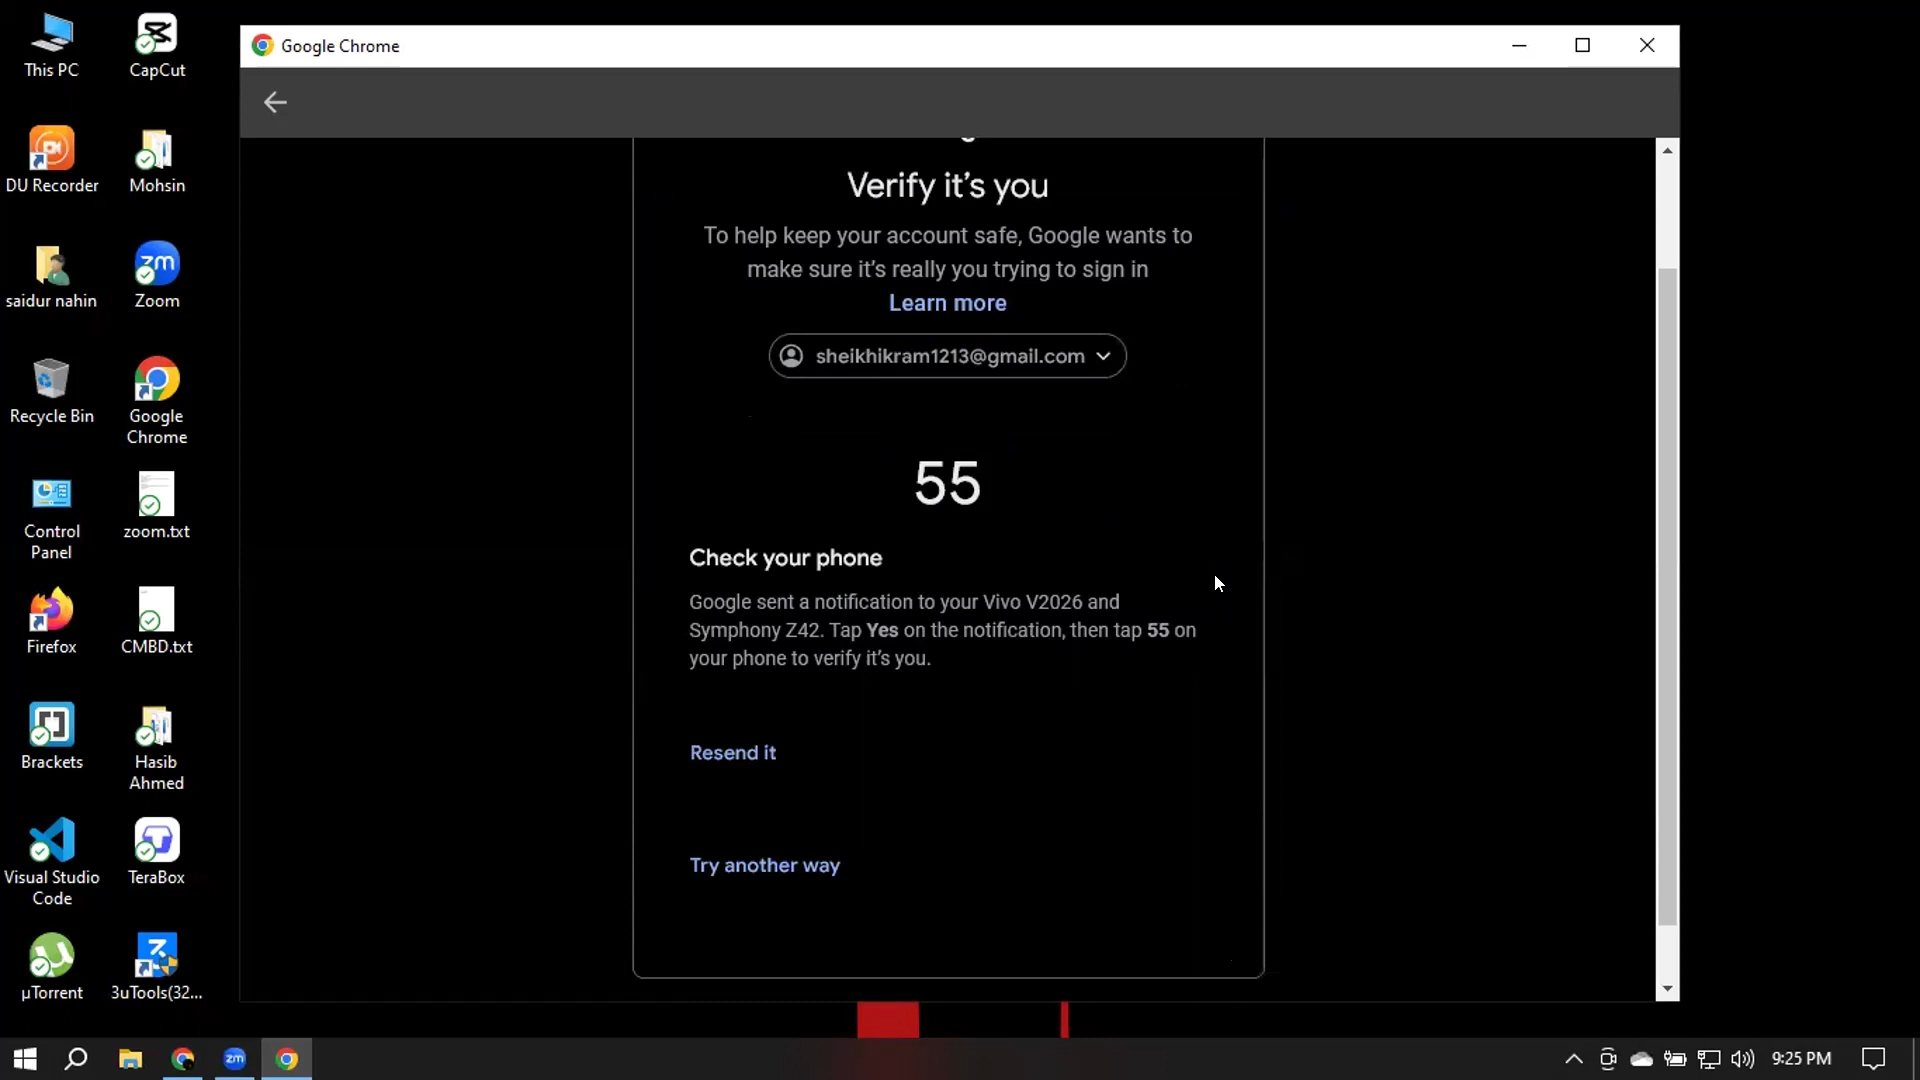 This PC
CapCut
DU Recorder
Mohsin
saidur nahin
zm
Zoom
Recycle Bin
Google
Chrome
Control
Panel
zoom.txt
Firefox
CMBD.txt
Brackets
Hasib
Ahmed
Visual Studio
Code
TeraBox
µTorrent
3uTools(32...
Google Chrome
Verify it’s you
To help keep your account safe, Google wants to
make sure it’s really you trying to sign in
Learn more
sheikhikram1213@gmail.com
55
Check your phone
Google sent a notification to your Vivo V2026 and
Symphony Z42. Tap Yes on the notification, then tap 55 on
your phone to verify it’s you.
Resend it
Try another way
zm
9:25 PM